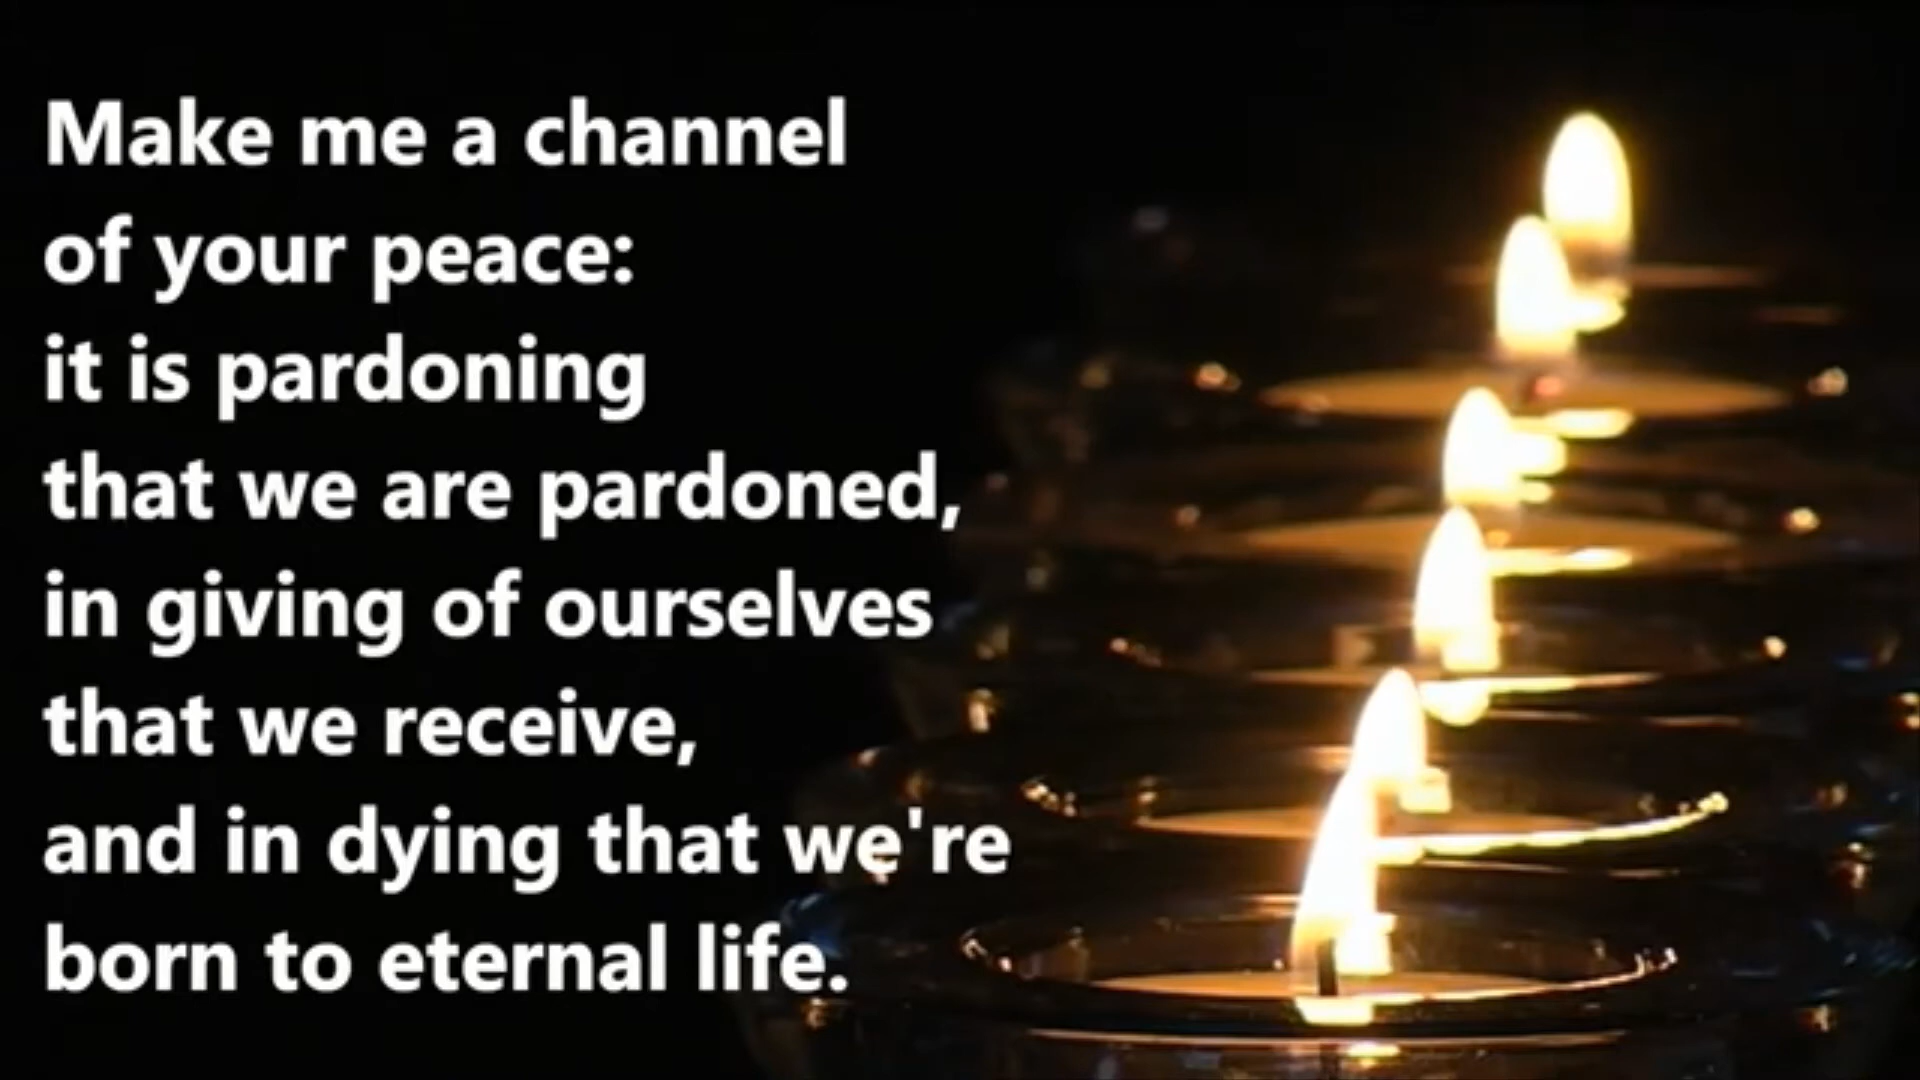 Make me a channel
of your peace:
it is pardoning
that we are pardoned,
in giving of ourselves
that we receive,
and in dying that we're
born to eternal life.